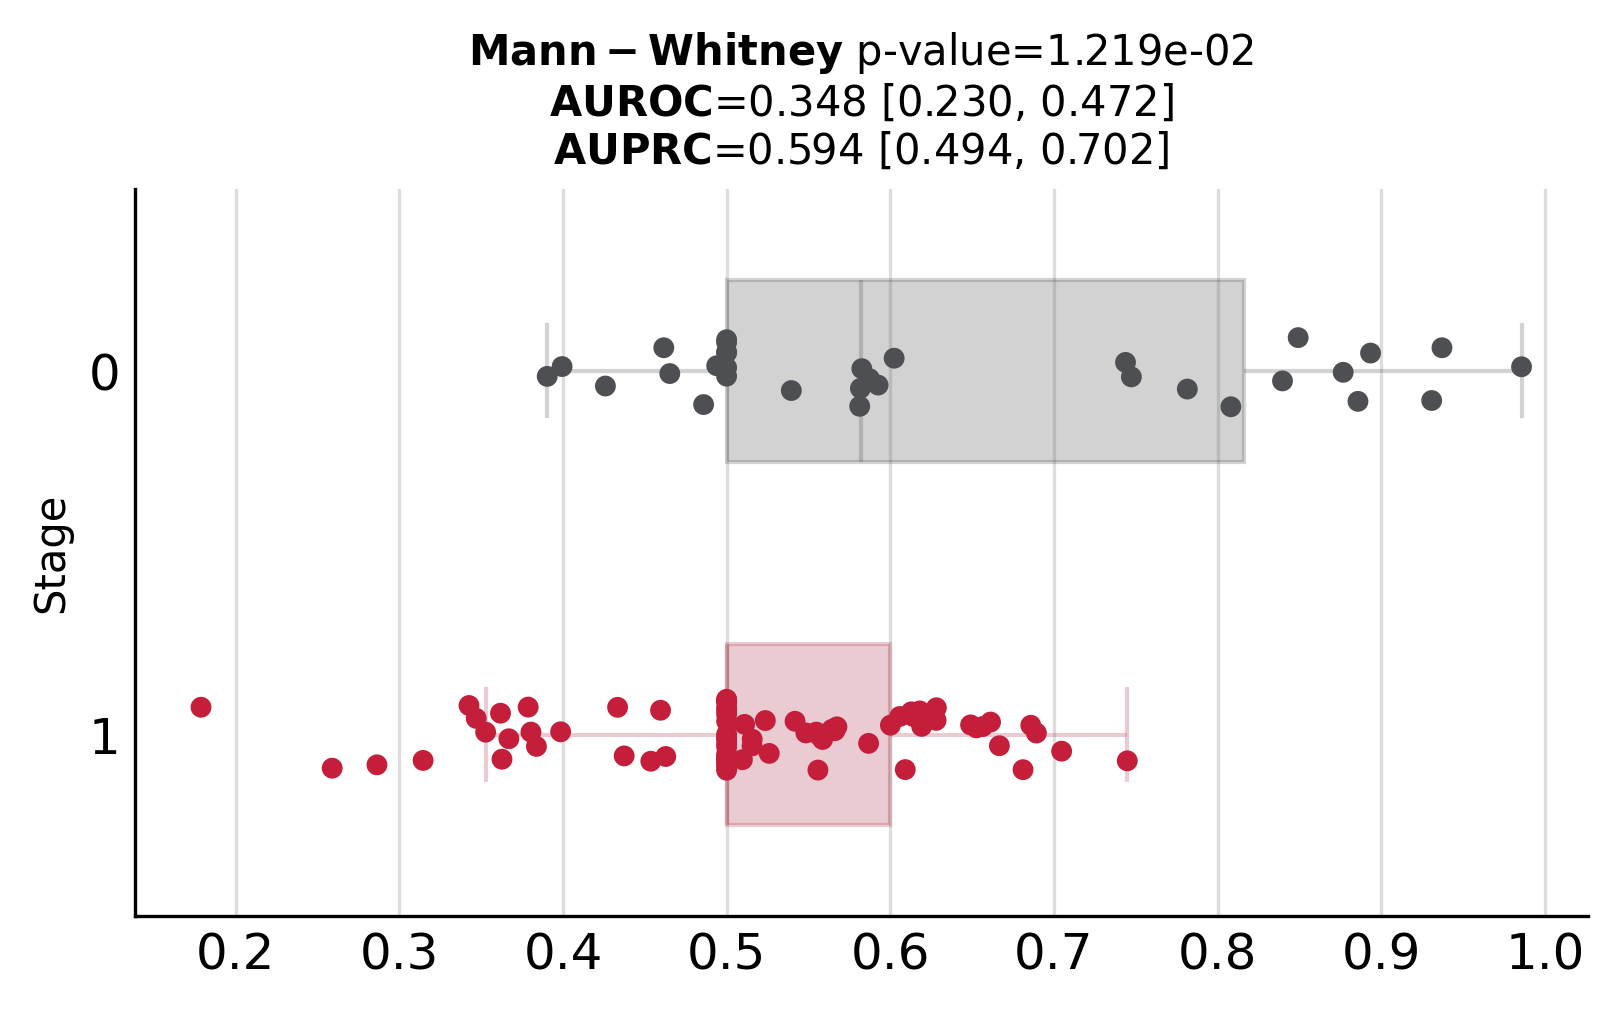 Mann − Whitney p-value=1.219e-02
AUROC=0.348 [0.230, 0.472]
AUPRC=0.594 [0.494, 0.702]
0
Stage
1
0.2 0.3 0.4 0.5 0.6 0.7 0.8 0.9 1.0